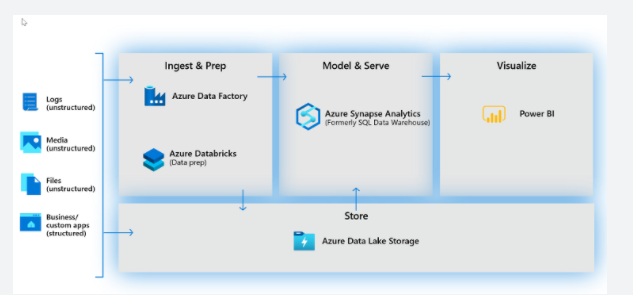 Ingest & Prep
Model & Serve
Visualize
Logs
(unstructured)
Media
(unstructured)
Files
(unstructured)
Business/
custom apps
(structured)
Azure Data Factory
Azure Databricks
(Data prep)
Azure Synapse Analytics
(Formerly SQL Data Warehouse)
Power BI
Store
Azure Data Lake Storage